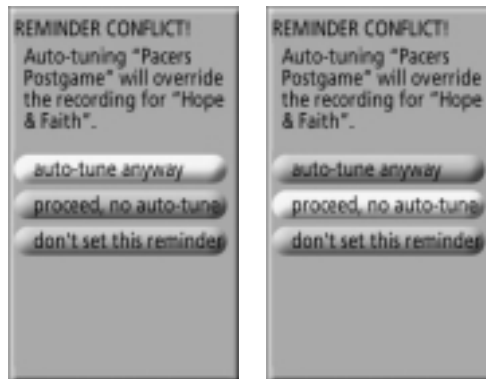 REMINDER CONFLICT!
Auto-tuning "Pacers
Postgame" will override
the recording for "Hope
& Faith".
auto-tune anyway
proceed, no auto-tune
don't set this reminder
REMINDER CONFLICT!
Auto-tuning "Pacers
Postgame" will override
the recording for "Hope
& Faith".
auto-tune anyway
proceed, no auto-tune
don't set this reminder